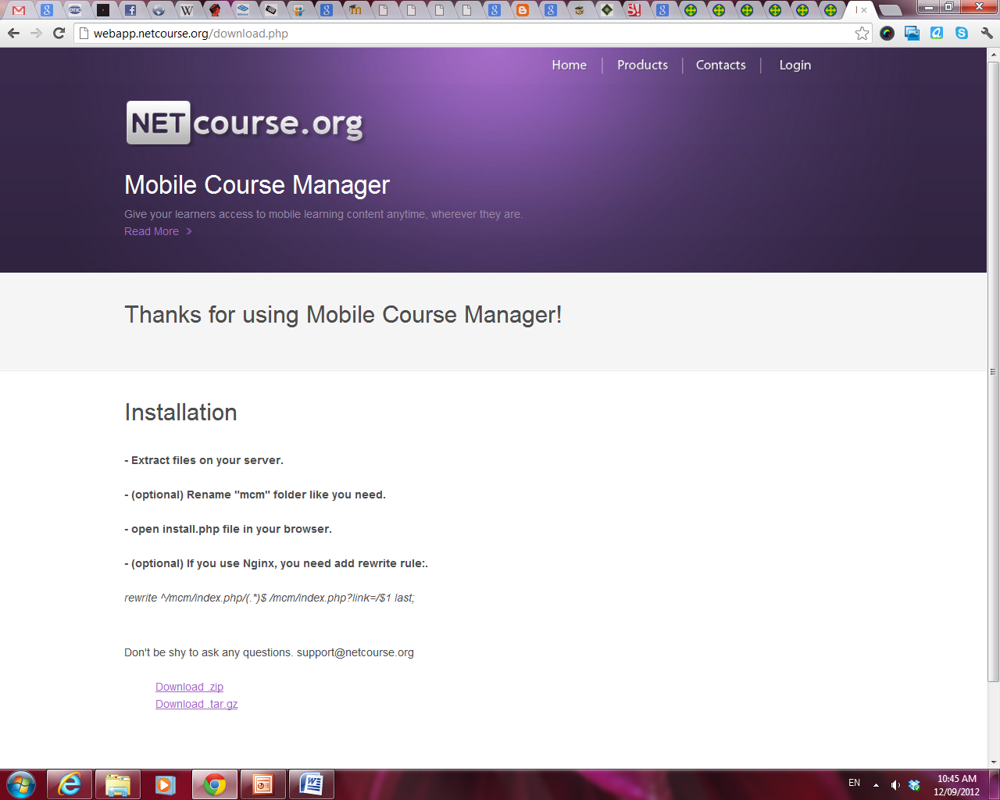 webapp.netcourse.org/download.php
Home
Products
Contacts
Login
NETcourse.org
Mobile Course Manager
Give your learners access to mobile learning content anytime, wherever they are.
Read More
Thanks for using Mobile Course Manager!
Installation
- Extract files on your server.
- (optional) Rename "mcm" folder like you need.
- open install.php file in your browser.
- (optional) If you use Nginx, you need add rewrite rule:.
rewrite ^/mcm/index.php/(.*)$ /mcm/index.php?link=/$1 last;
Don't be shy to ask any questions. support@netcourse.org
Download .zip
Download .tar.gz
EN
10:45 AM
12/09/2012